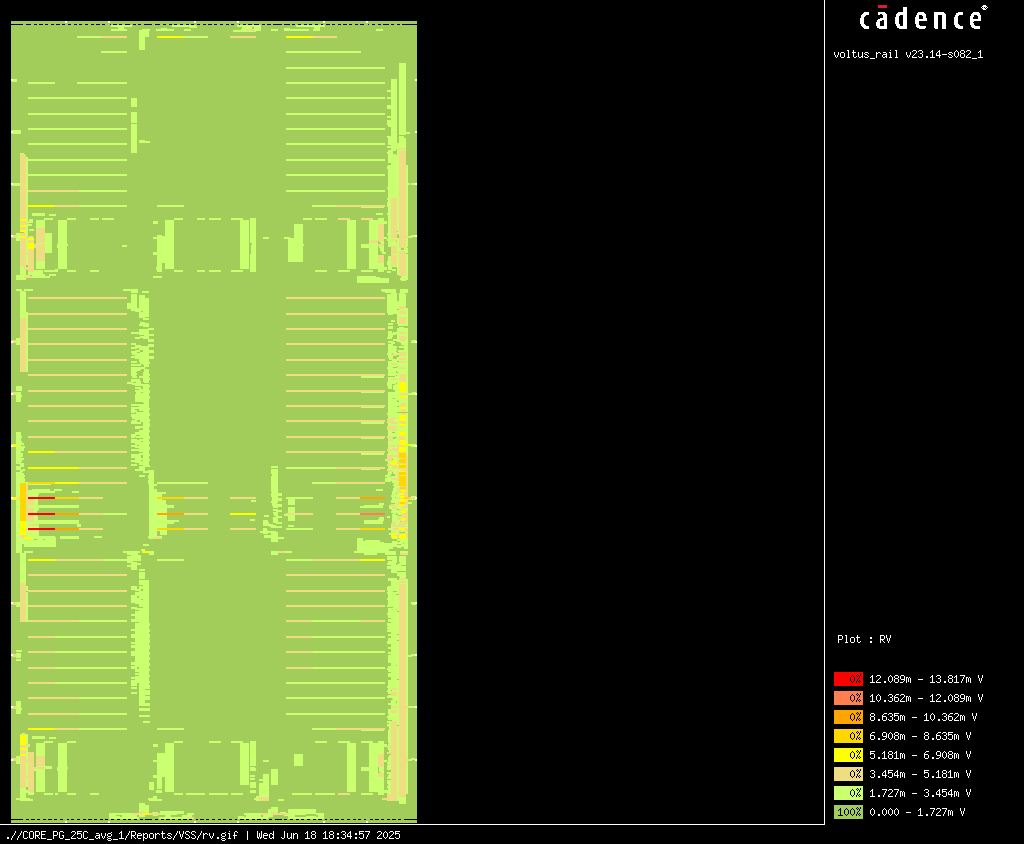 cādence®
voltus_rail v23.14-s082_1
Plot : RV
0% 12.089m - 13.817m V
0% 10.362m - 12.089m V
0% 8.635m - 10.362m V
0% 6.908m - 8.635m V
0% 5.181m - 6.908m V
0% 3.454m - 5.181m V
0% 1.727m - 3.454m V
100% 0.000 - 1.727m V
.//CORE_PG_25C_avg_1/Reports/VSS/rv.gif | Wed Jun 18 18:34:57 2025